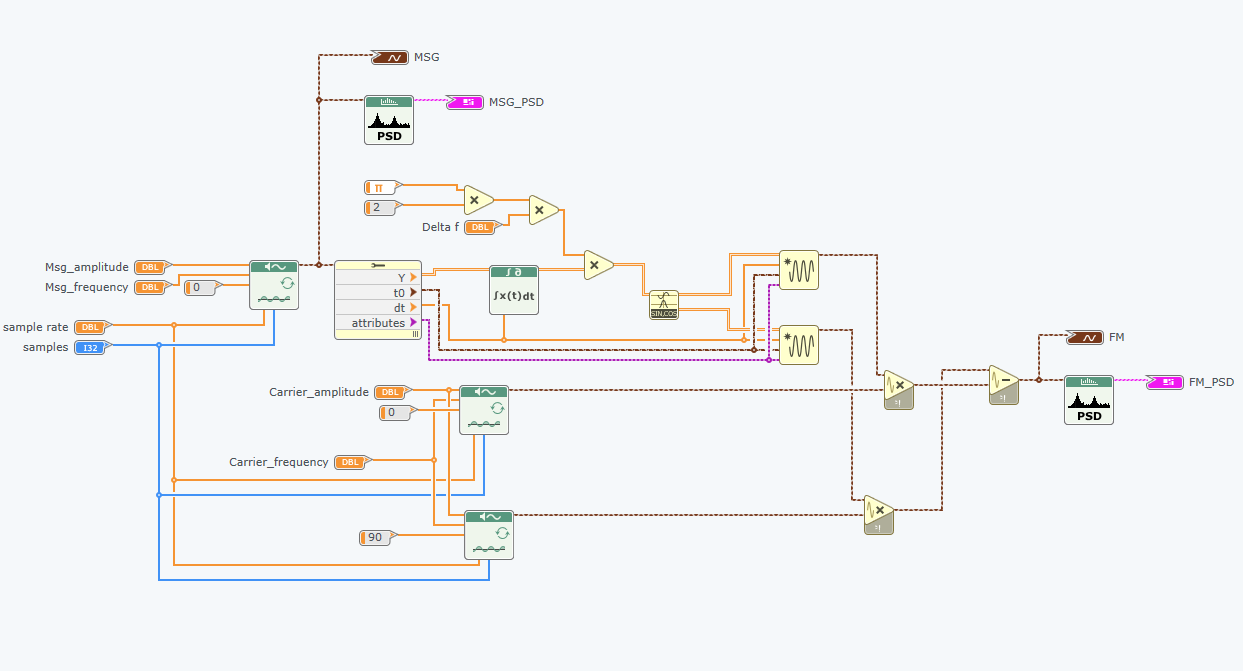 MSG
MSG_PSD
PSD
π
2
×
×
Delta f
DBL
×
Msg_amplitude
DBL
Msg_frequency
DBL
0
Y
t0
dt
attributes
∫ ∂
∫x(t)dt
SIN,COS
sample rate
DBL
samples
I32
FM
Carrier_amplitude
DBL
0
×
−
FM_PSD
PSD
Carrier_frequency
DBL
×
90